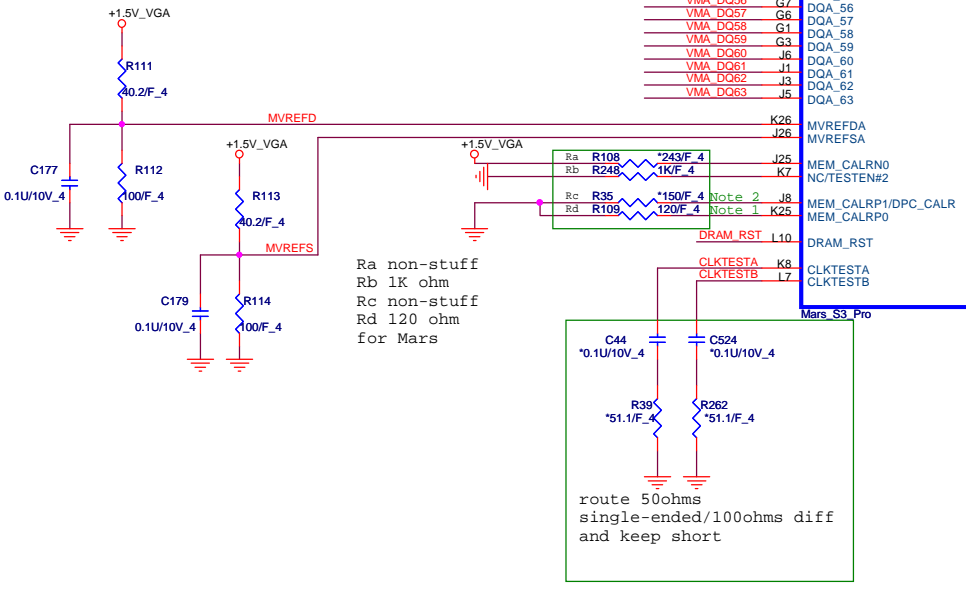 VMA_DQ56 G7 DQA_56
VMA_DQ57 G6 DQA_57
VMA_DQ58 G1 DQA_58
VMA_DQ59 G3 DQA_59
VMA_DQ60 J6 DQA_60
VMA_DQ61 J1 DQA_61
VMA_DQ62 J3 DQA_62
VMA_DQ63 J5 DQA_63
+1.5V_VGA
R111
40.2/F_4
MVREFD K26 MVREFDA
J26 MVREFSA
C177
0.1U/10V_4
R112
100/F_4
+1.5V_VGA
R113
40.2/F_4
MVREFS
C179
0.1U/10V_4
R114
100/F_4
+1.5V_VGA
Ra R108 *243/F_4 J25 MEM_CALRN0
Rb R248 1K/F_4 K7 NC/TESTEN#2
Rc R35 *150/F_4 Note 2 J8 MEM_CALRP1/DPC_CALR
Rd R109 120/F_4 Note 1 K25 MEM_CALRP0
DRAM_RST L10 DRAM_RST
CLKTESTA K8 CLKTESTA
CLKTESTB L7 CLKTESTB
Mars_S3_Pro
Ra non-stuff
Rb 1K ohm
Rc non-stuff
Rd 120 ohm
for Mars
C44
*0.1U/10V_4
C524
*0.1U/10V_4
R39
*51.1/F_4
R262
*51.1/F_4
route 50ohms
single-ended/100ohms diff
and keep short